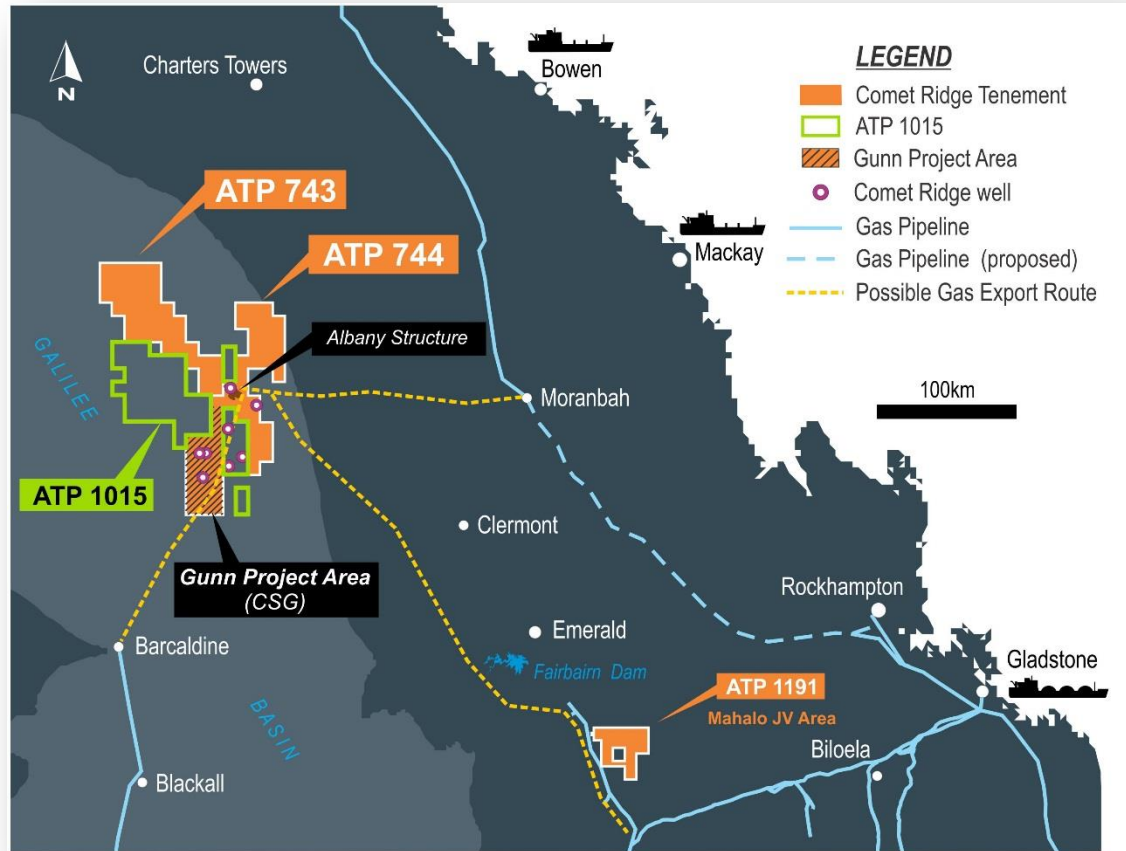 N
Charters Towers
Bowen
LEGEND
Comet Ridge Tenement
ATP 1015
Gunn Project Area
Comet Ridge well
Gas Pipeline
Gas Pipeline (proposed)
Possible Gas Export Route
ATP 743
Mackay
ATP 744
Albany Structure
GALILEE
100km
Moranbah
ATP 1015
Clermont
Gunn Project Area
(CSG)
Rockhampton
Emerald
Barcaldine
Fairbairn Dam
Gladstone
ATP 1191
Mahalo JV Area
BASIN
Biloela
Blackall